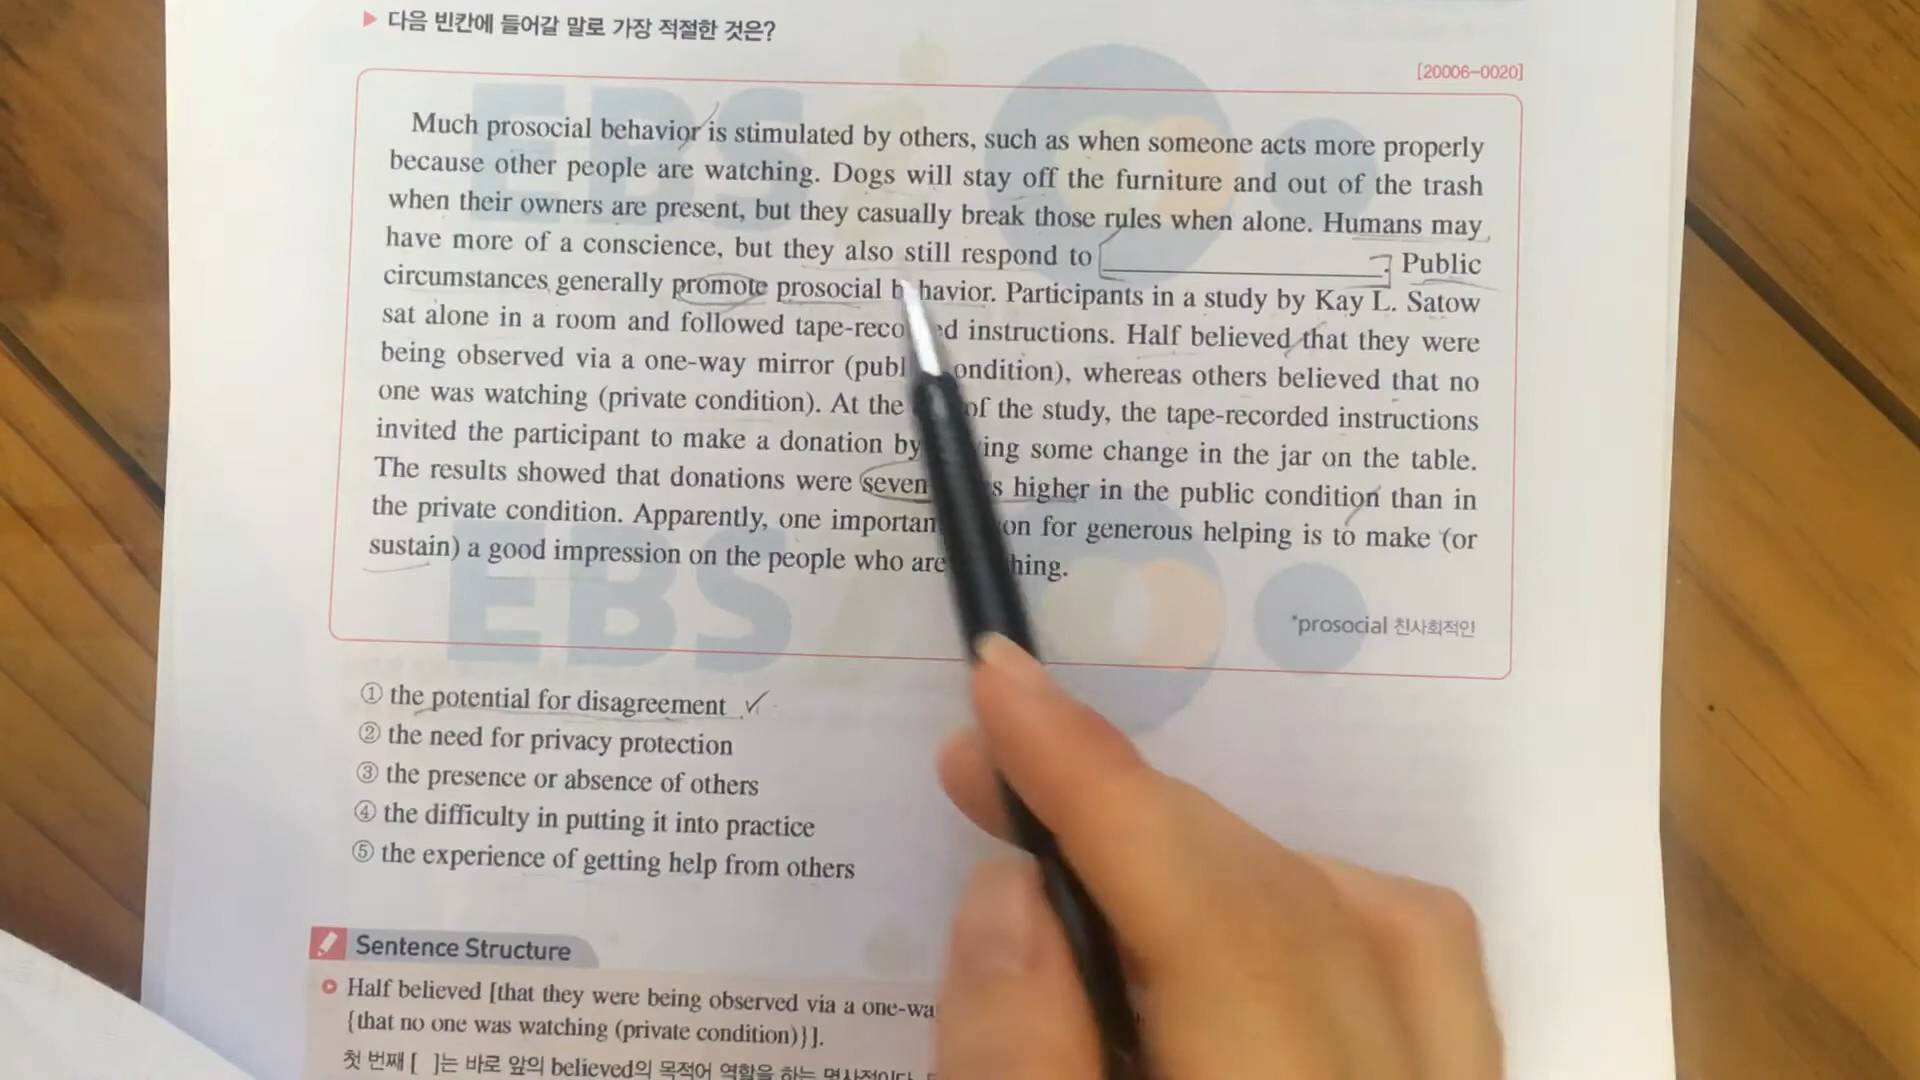 다음 빈칸에 들어갈 말로 가장 적절한 것은?
[20006-0020]
Much prosocial behavior is stimulated by others, such as when someone acts more properly
because other people are watching. Dogs will stay off the furniture and out of the trash
when their owners are present, but they casually break those rules when alone. Humans may
have more of a conscience, but they also still respond to ____________. Public
circumstances generally promote prosocial behavior. Participants in a study by Kay L. Satow
sat alone in a room and followed tape-reco d instructions. Half believed that they were
being observed via a one-way mirror (publ ondition), whereas others believed that no
one was watching (private condition). At the of the study, the tape-recorded instructions
invited the participant to make a donation by ing some change in the jar on the table.
The results showed that donations were seven s higher in the public condition than in
the private condition. Apparently, one importan on for generous helping is to make (or
sustain) a good impression on the people who are hing.
*prosocial 친사회적인
① the potential for disagreement ✓
② the need for privacy protection
③ the presence or absence of others
④ the difficulty in putting it into practice
⑤ the experience of getting help from others
EBS
EBS
Sentence Structure
Half believed [that they were being observed via a one-wa
{that no one was watching (private condition)}].
첫 번째 [ ]는 바로 앞의 believed의 목적어 역할을 하는 명사절이다.